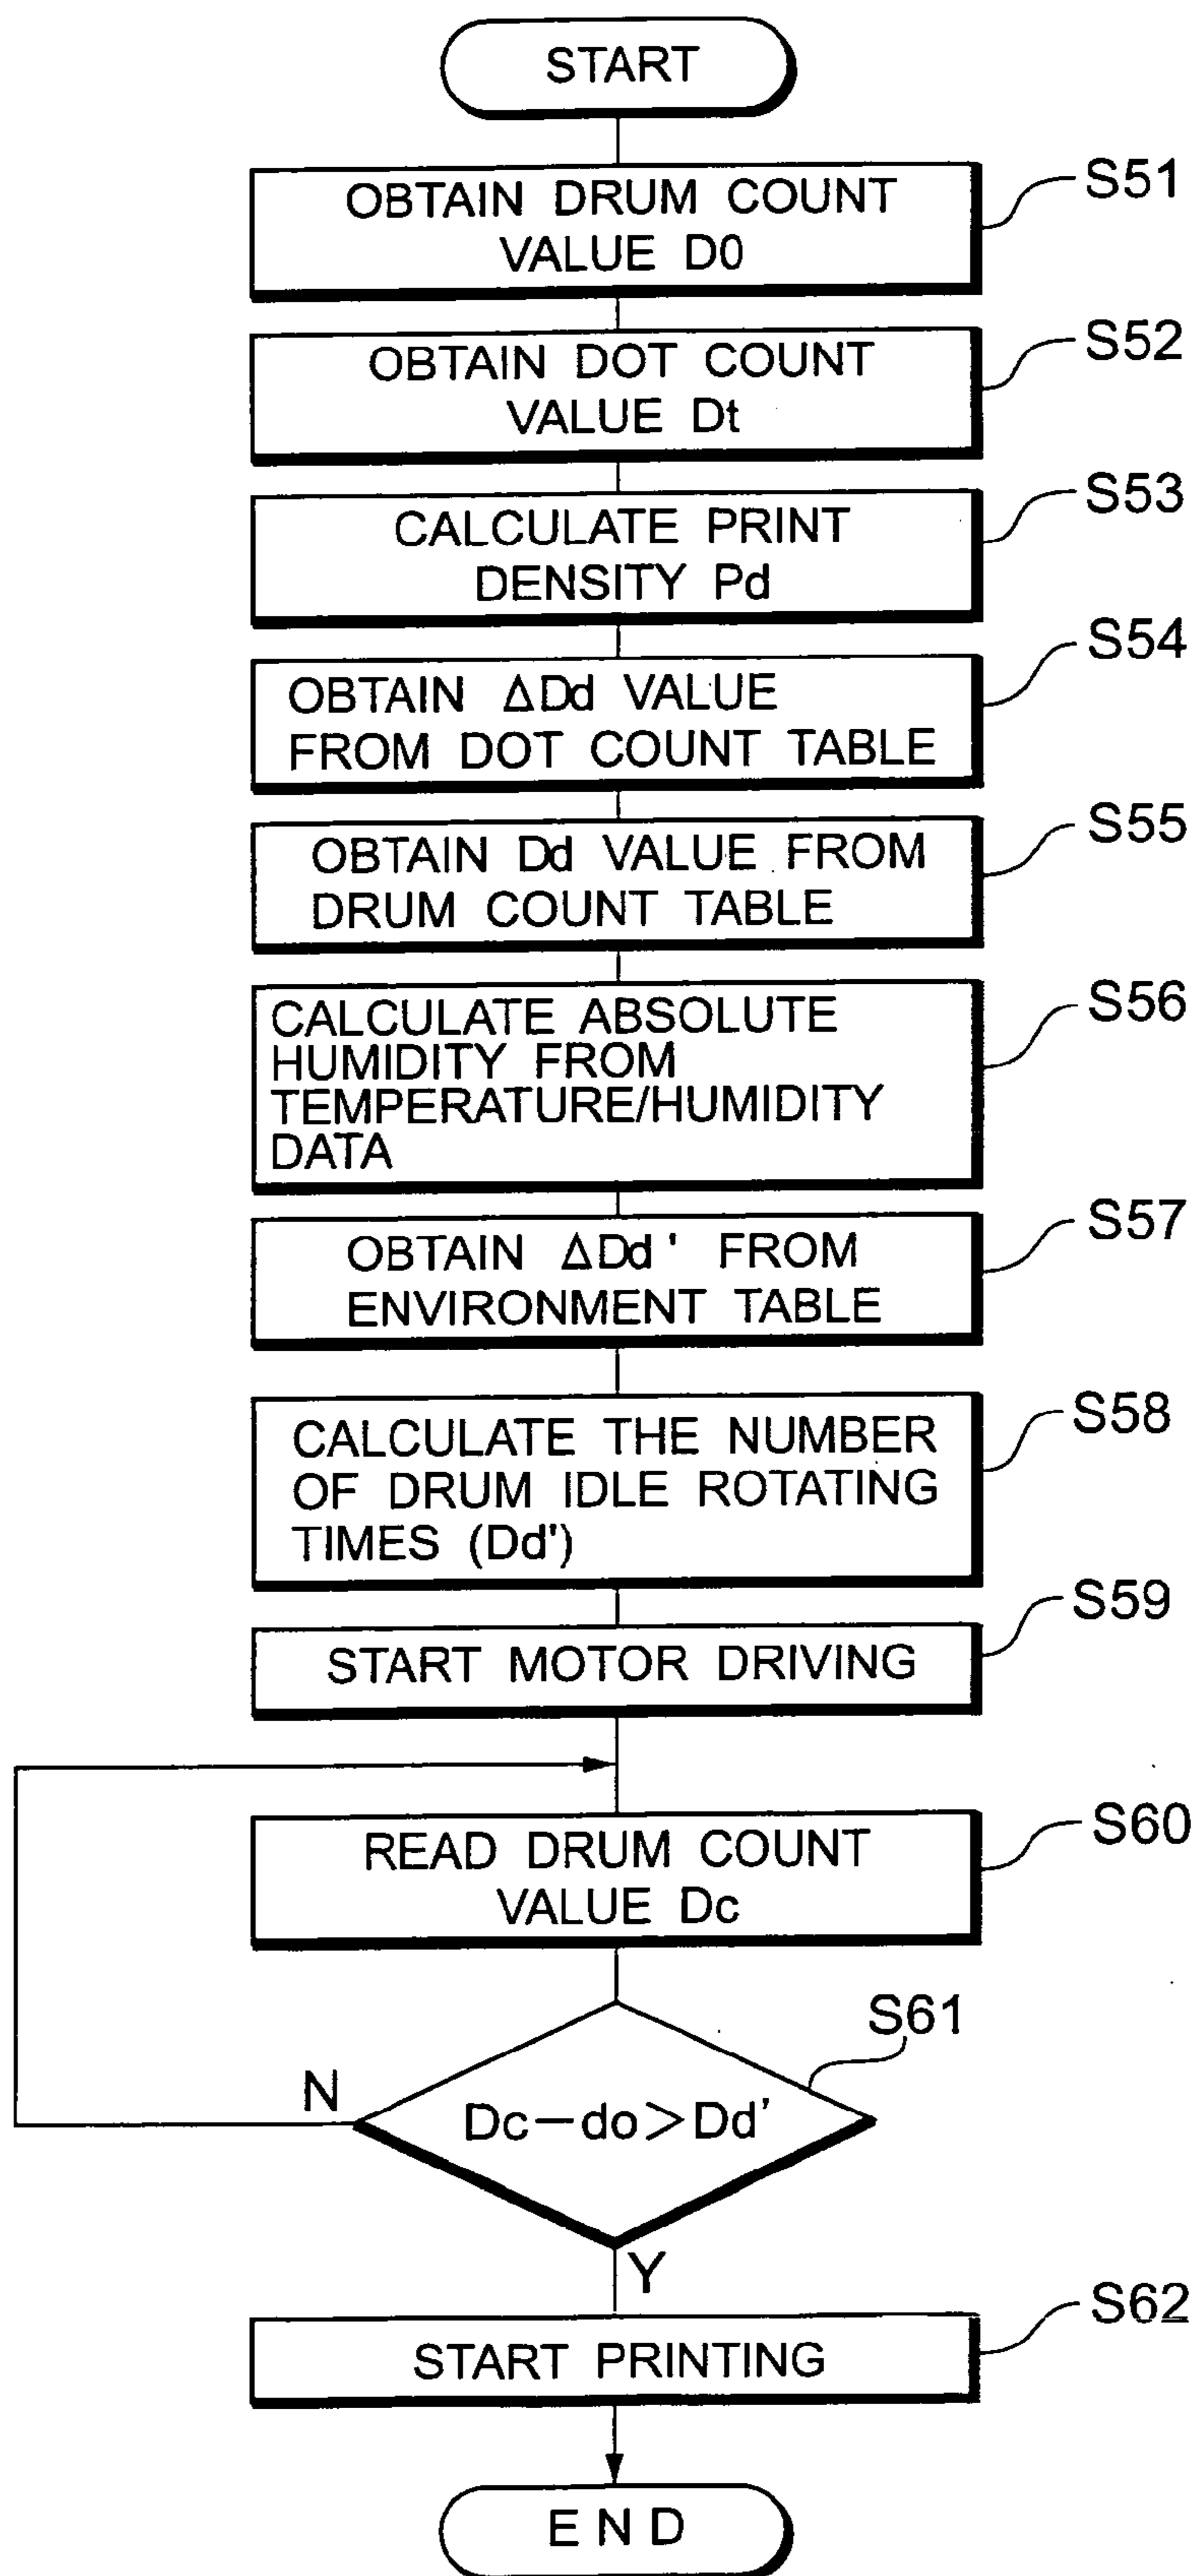 START
OBTAIN DRUM COUNT
VALUE D0
S51
OBTAIN DOT COUNT
VALUE Dt
S52
CALCULATE PRINT
DENSITY Pd
S53
OBTAIN ΔDd VALUE
FROM DOT COUNT TABLE
S54
OBTAIN Dd VALUE FROM
DRUM COUNT TABLE
S55
CALCULATE ABSOLUTE
HUMIDITY FROM
TEMPERATURE/HUMIDITY
DATA
S56
OBTAIN ΔDd' FROM
ENVIRONMENT TABLE
S57
CALCULATE THE NUMBER
OF DRUM IDLE ROTATING
TIMES (Dd')
S58
START MOTOR DRIVING
S59
READ DRUM COUNT
VALUE Dc
S60
Dc－do＞Dd'
S61
N
Y
START PRINTING
S62
END